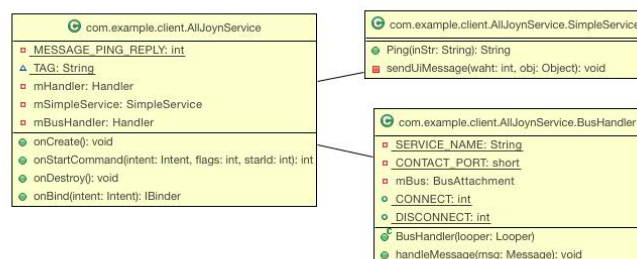 com.example.client.AllJoynService
MESSAGE_PING_REPLY: int
TAG: String
mHandler: Handler
mSimpleService: SimpleService
mBusHandler: Handler
onCreate(): void
onStartCommand(intent: Intent, flags: int, starId: int): int
onDestroy(): void
onBind(intent: Intent): IBinder
com.example.client.AllJoynService.SimpleService
Ping(inStr: String): String
sendUiMessage(waht: int, obj: Object): void
com.example.client.AllJoynService.BusHandler
SERVICE_NAME: String
CONTACT_PORT: short
mBus: BusAttachment
CONNECT: int
DISCONNECT: int
BusHandler(looper: Looper)
handleMessage(msg: Message): void